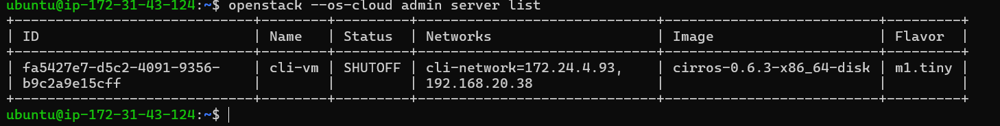 ubuntu@ip-172-31-43-124:~$ openstack --os-cloud admin server list
+-----------------------------+--------+---------+-----------------------------+--------------------------+---------+
| ID                          | Name   | Status  | Networks                    | Image                    | Flavor  |
+-----------------------------+--------+---------+-----------------------------+--------------------------+---------+
| fa5427e7-d5c2-4091-9356-    | cli-vm | SHUTOFF | cli-network=172.24.4.93,    | cirros-0.6.3-x86_64-disk | m1.tiny |
| b9c2a9e15cff                |        |         | 192.168.20.38               |                          |         |
+-----------------------------+--------+---------+-----------------------------+--------------------------+---------+
ubuntu@ip-172-31-43-124:~$